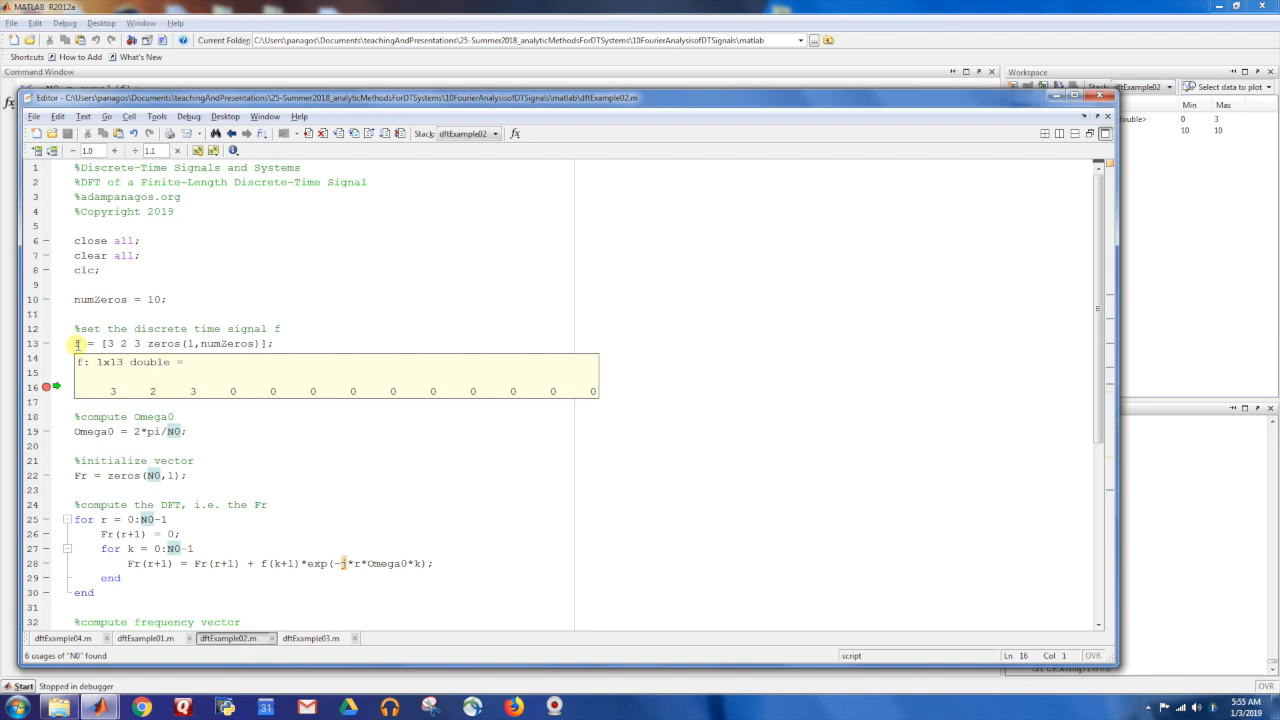 MATLAB R2012a
File Edit Debug Desktop Window Help
Current Folder: C:\Users\panagos\Documents\teachingAndPresentations\25-Summer2018_analyticMethodsForDTSystems\10FourierAnalysisofDTSignals\matlab
Shortcuts How to Add What's New
Command Window
Workspace
Stack: dftExample02 Select data to plot
Min Max
double> 0 3
10 10
Editor - C:\Users\panagos\Documents\teachingAndPresentations\25-Summer2018_analyticMethodsForDTSystems\10FourierAnalysisofDTSignals\matlab\dftExample02.m
File Edit Text Go Cell Tools Debug Desktop Window Help
Stack: dftExample02
1.0 1.1
1 %Discrete-Time Signals and Systems
2 %DFT of a Finite-Length Discrete-Time Signal
3 %adampanagos.org
4 %Copyright 2019
5
6 close all;
7 clear all;
8 clc;
9
10 numZeros = 10;
11
12 %set the discrete time signal f
13 f = [3 2 3 zeros(1,numZeros)];
14 f: 1x13 double =
15
16 3 2 3 0 0 0 0 0 0 0 0 0 0
17
18 %compute Omega0
19 Omega0 = 2*pi/N0;
20
21 %initialize vector
22 Fr = zeros(N0,1);
23
24 %compute the DFT, i.e. the Fr
25 for r = 0:N0-1
26 Fr(r+1) = 0;
27 for k = 0:N0-1
28 Fr(r+1) = Fr(r+1) + f(k+1)*exp(-j*r*Omega0*k);
29 end
30 end
31
32 %compute frequency vector
dftExample04.m dftExample01.m dftExample02.m dftExample03.m
6 usages of "N0" found script Ln 16 Col 1 OVR
dftExample02
Start Stopped in debugger OVR
5:55 AM
1/3/2019